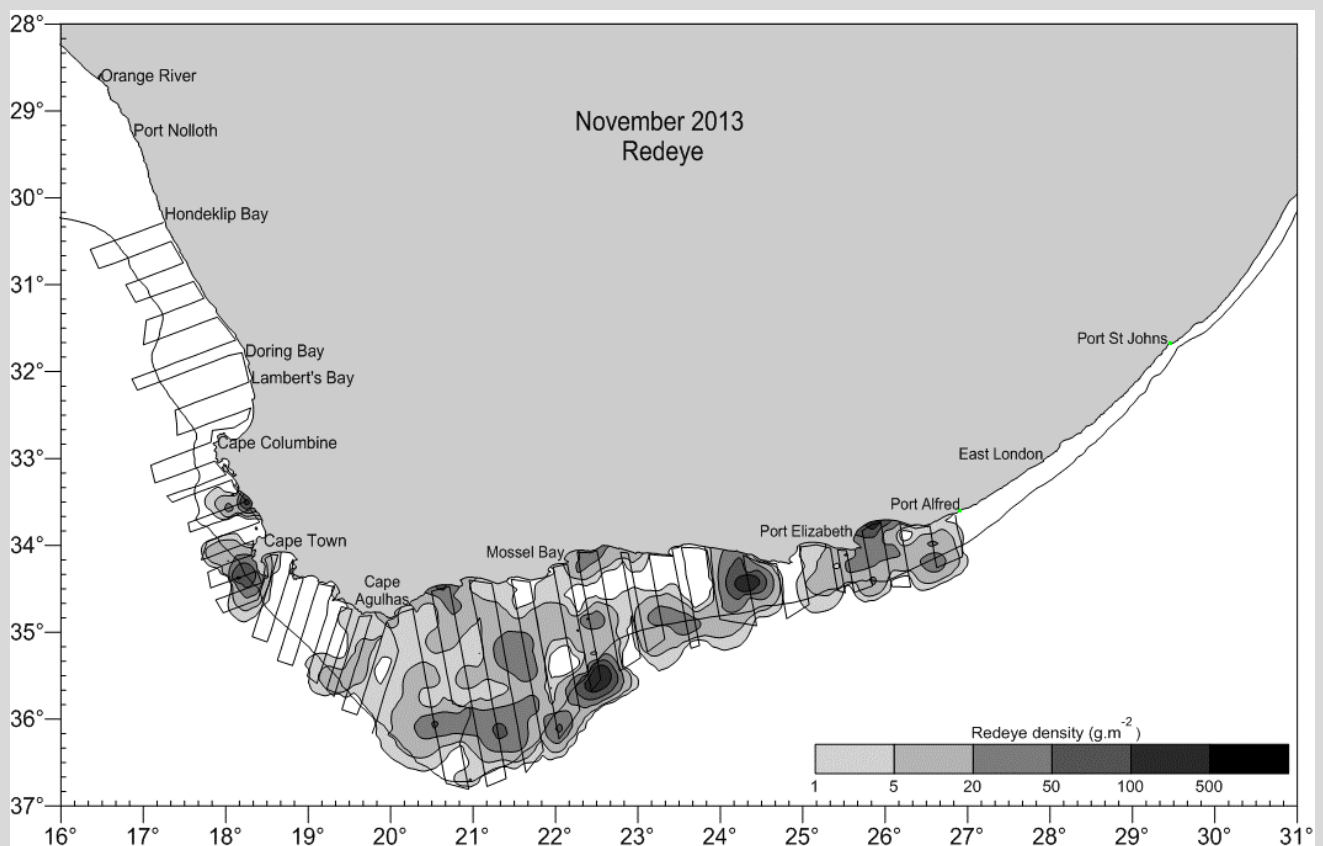 28°
Orange River
29°
November 2013
Port Nolloth
Redeye
30°
Hondeklip Bay
31°
Port St Johns
Doring Bay
32°
Lambert's Bay
Cape Columbine
33°
East London
Port Alfred
Port Elizabeth
34°
Cape Town
Mossel Bay
Cape
Agulhas
35°
36°
Redeye density (g.m⁻²)
1 5 20 50 100 500
37°
16° 17° 18° 19° 20° 21° 22° 23° 24° 25° 26° 27° 28° 29° 30° 31°